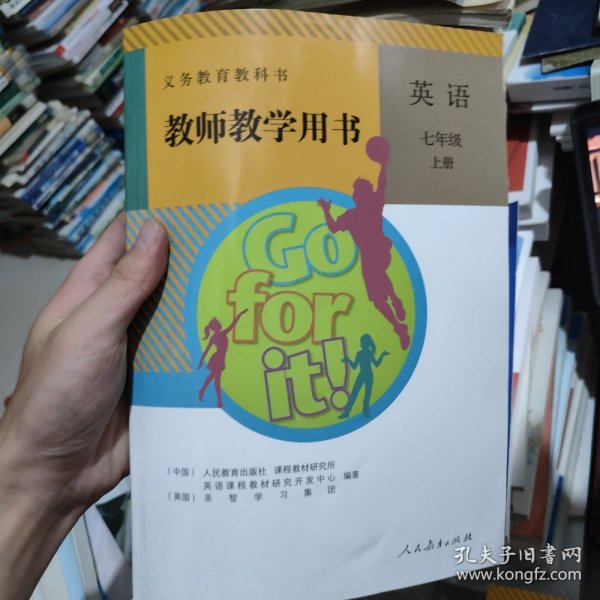 义务教育教科书
教师教学用书
英语
七年级
上册
Go
for
it!
(中国) 人民教育出版社 课程教材研究所
英语课程教材研究开发中心 编著
(美国) 圣智学习集团
人民教育出版社
孔夫子旧书网
www.kongfz.com